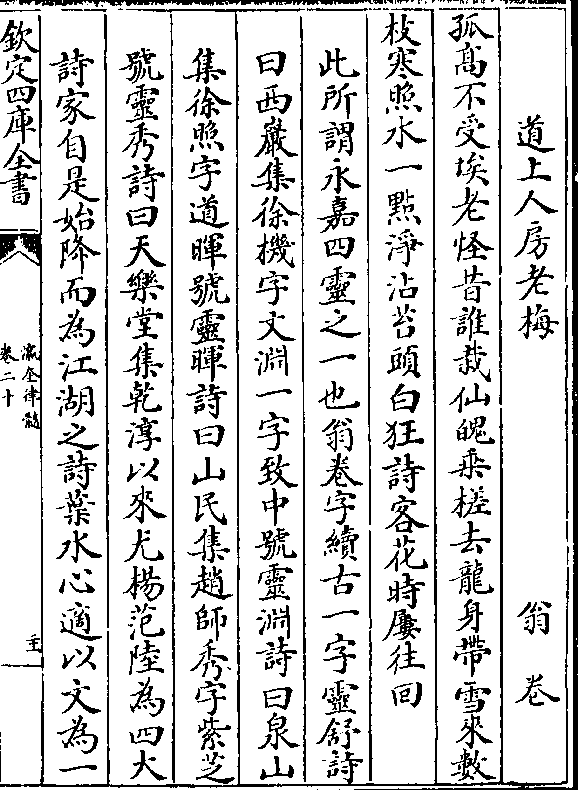 道上人房老梅　翁卷
孤高不受埃老怪昔誰栽仙魄乘槎去龍身帶雪來數
枝寒照水一點淨沾苔頭白狂詩客花時屢往回
此所謂永嘉四靈之一也翁卷字續古一字靈舒詩
曰西巖集徐機字文淵一字致中號靈淵詩曰泉山
集徐照字道暉號靈暉詩曰山民集趙師秀字紫芝
號靈秀詩曰天樂堂集乾淳以來尤楊范陸為四大
詩家自是始降而為江湖之詩葉水心適以文為一
欽定四庫全書
瀛奎律髓
卷二十